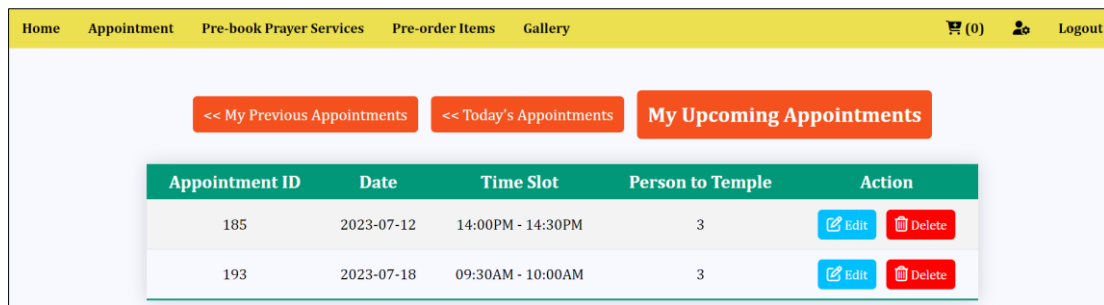 Home Appointment Pre-book Prayer Services Pre-order Items Gallery (0) Logout
<< My Previous Appointments << Today's Appointments My Upcoming Appointments
Appointment ID Date Time Slot Person to Temple Action
185 2023-07-12 14:00PM - 14:30PM 3 Edit Delete
193 2023-07-18 09:30AM - 10:00AM 3 Edit Delete